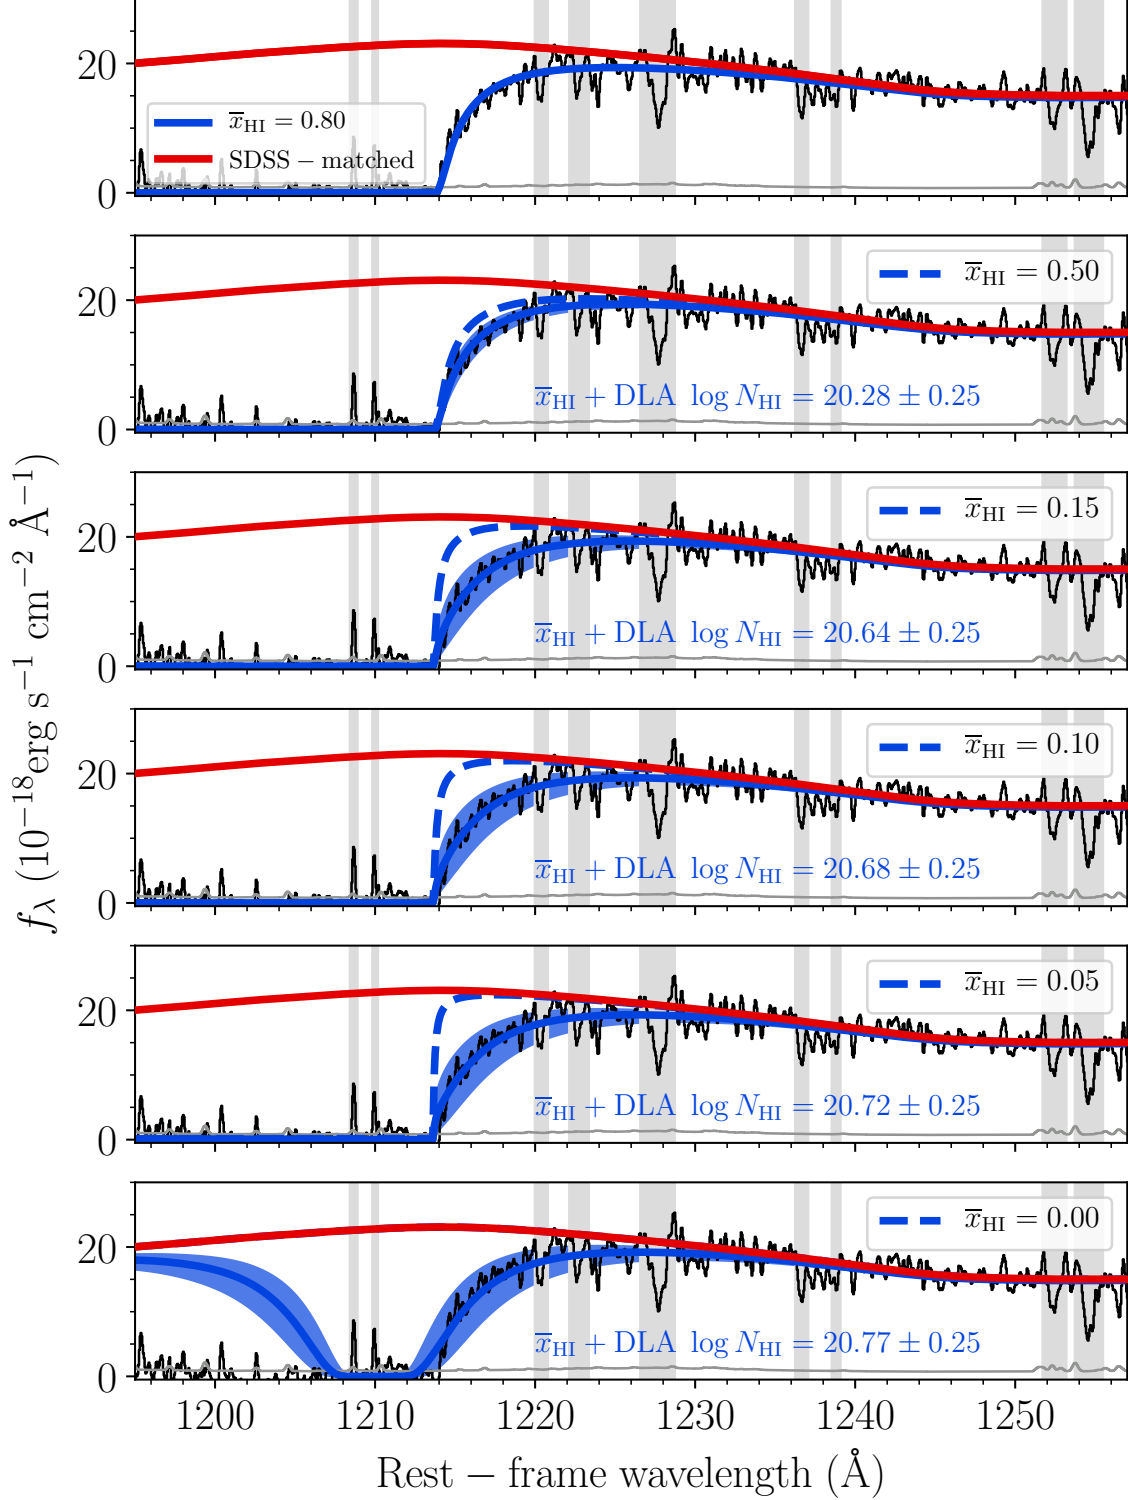 20
0
x̅HI = 0.80
SDSS − matched
20
0
x̅HI = 0.50
x̅HI + DLA log NHI = 20.28 ± 0.25
20
0
x̅HI = 0.15
x̅HI + DLA log NHI = 20.64 ± 0.25
20
0
x̅HI = 0.10
x̅HI + DLA log NHI = 20.68 ± 0.25
20
0
x̅HI = 0.05
x̅HI + DLA log NHI = 20.72 ± 0.25
20
0
x̅HI = 0.00
x̅HI + DLA log NHI = 20.77 ± 0.25
1200 1210 1220 1230 1240 1250
Rest − frame wavelength (Å)
fλ (10−18erg s−1 cm−2 Å−1)